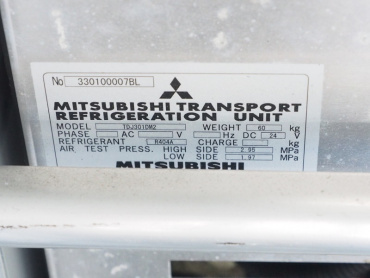 No 330100007BL
MITSUBISHI TRANSPORT
REFRIGERATION UNIT
MODEL TDJ301DM2 WEIGHT 60 kg
PHASE AC V Hz DC 24 V
REFRIGERANT R404A CHARGE kg
AIR TEST PRESS. HIGH SIDE 2.95 MPa
LOW SIDE 1.97 MPa
MITSUBISHI